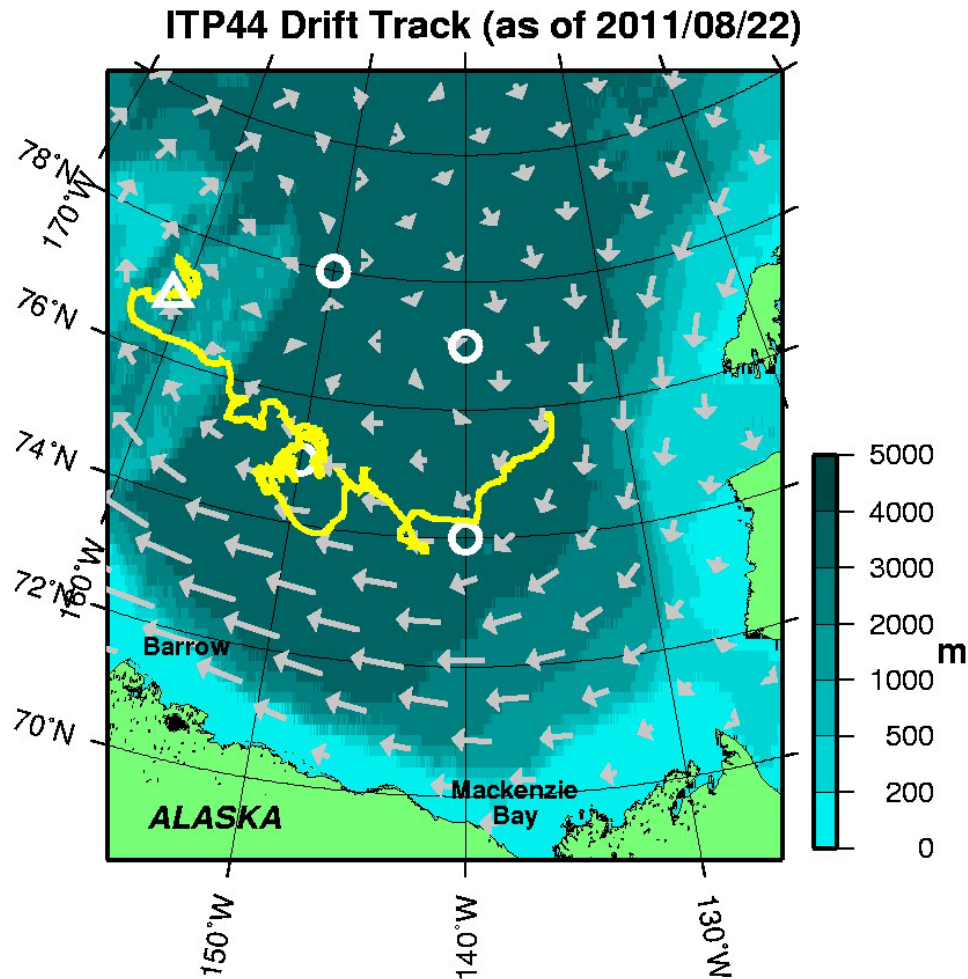 ITP44 Drift Track (as of 2011/08/22)
78°N
170°W
76°N
74°N
72°N
160°W
70°N
Barrow
ALASKA
Mackenzie
Bay
150°W
140°W
130°W
5000
4000
3000
2000
1000
500
200
0
m